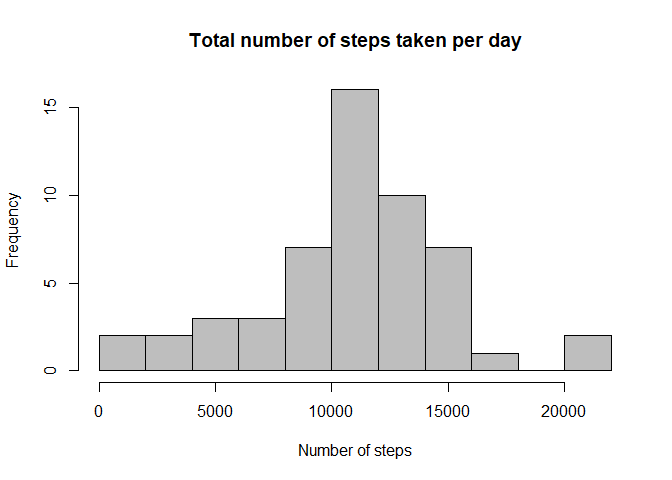 Total number of steps taken per day
Frequency
15
10
5
0
0 5000 10000 15000 20000
Number of steps